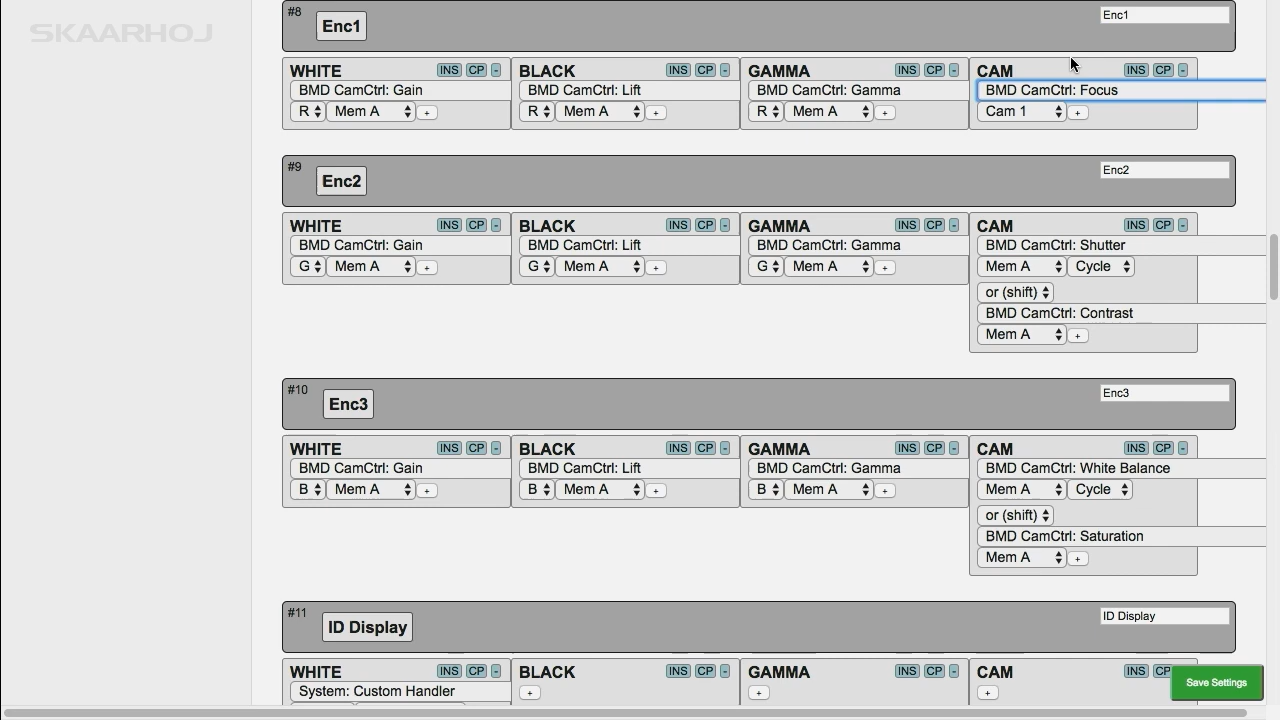 SKAARHOJ
#8
Enc1
Enc1
WHITE INS CP - BLACK INS CP - GAMMA INS CP - CAM INS CP -
BMD CamCtrl: Gain BMD CamCtrl: Lift BMD CamCtrl: Gamma BMD CamCtrl: Focus
R Mem A + R Mem A + R Mem A + Cam 1 +
#9
Enc2
Enc2
WHITE INS CP - BLACK INS CP - GAMMA INS CP - CAM INS CP -
BMD CamCtrl: Gain BMD CamCtrl: Lift BMD CamCtrl: Gamma BMD CamCtrl: Shutter
G Mem A + G Mem A + G Mem A + Mem A Cycle
or (shift)
BMD CamCtrl: Contrast
Mem A +
#10
Enc3
Enc3
WHITE INS CP - BLACK INS CP - GAMMA INS CP - CAM INS CP -
BMD CamCtrl: Gain BMD CamCtrl: Lift BMD CamCtrl: Gamma BMD CamCtrl: White Balance
B Mem A + B Mem A + B Mem A + Mem A Cycle
or (shift)
BMD CamCtrl: Saturation
Mem A +
#11
ID Display
ID Display
WHITE INS CP - BLACK INS CP - GAMMA INS CP - CAM INS CP
System: Custom Handler + + +
Save Settings